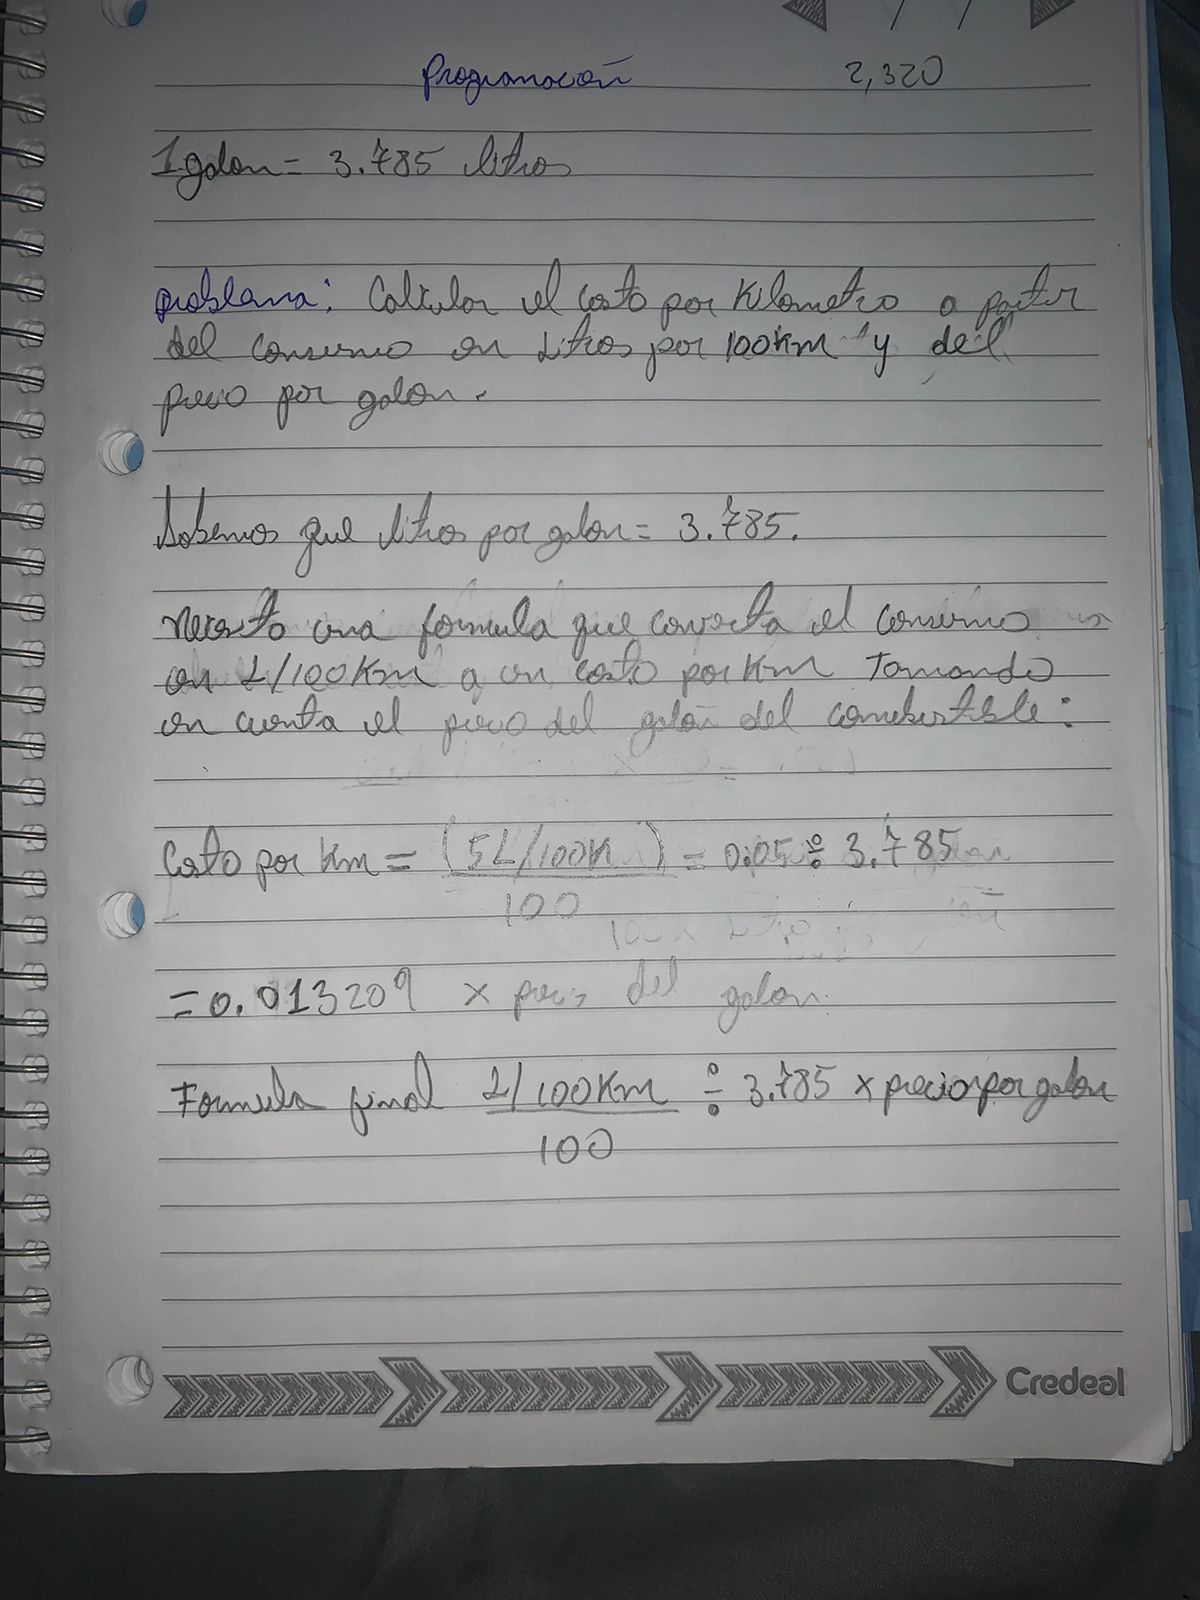 Programación 2,320
1 galon = 3.785 litros
problema: Calcular el costo por Kilometro a partir
del consumo en Litros por 100Km y del
precio por galon.
Sabemos que litros por galon = 3.785.
Necesito una formula que convierta el consumo
en L/100Km a un costo por Km Tomando
en cuenta el precio del galon del combustible:
Costo por Km = (5L/100K) = 0.05 ÷ 3.785
100
= 0.013209 x precio del galon.
Formula final L/100Km ÷ 3.785 x precio por galon
100
Credeal